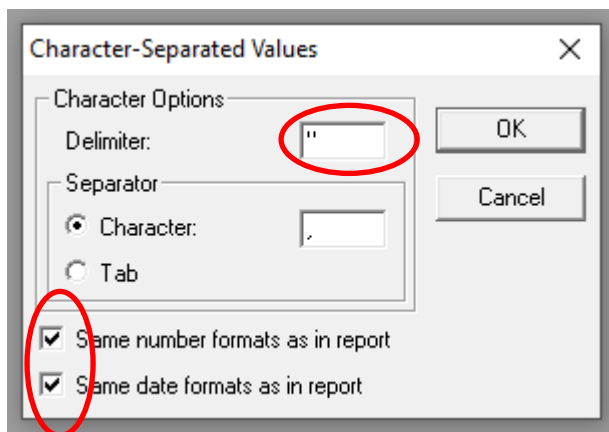 Character-Separated Values
Character Options
Delimiter: "
OK
Separator
Cancel
Character: ,
Tab
Same number formats as in report
Same date formats as in report